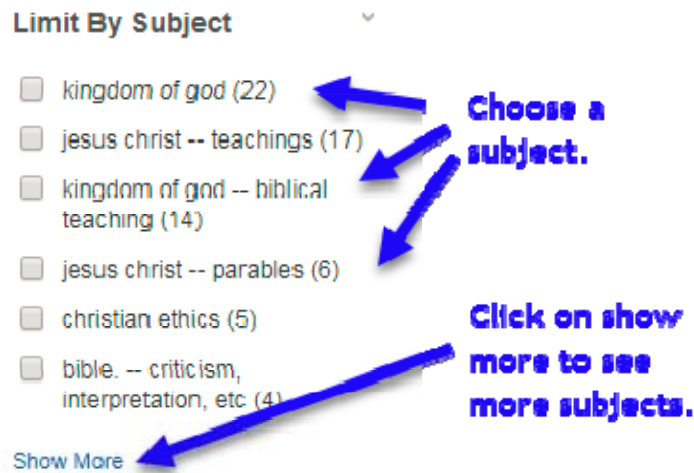 Limit By Subject
kingdom of god (22)
jesus christ -- teachings (17)
kingdom of god -- biblical
teaching (14)
jesus christ -- parables (6)
christian ethics (5)
bible. -- criticism,
interpretation, etc (4)
Show More
Choose a
subject.
Click on show
more to see
more subjects.